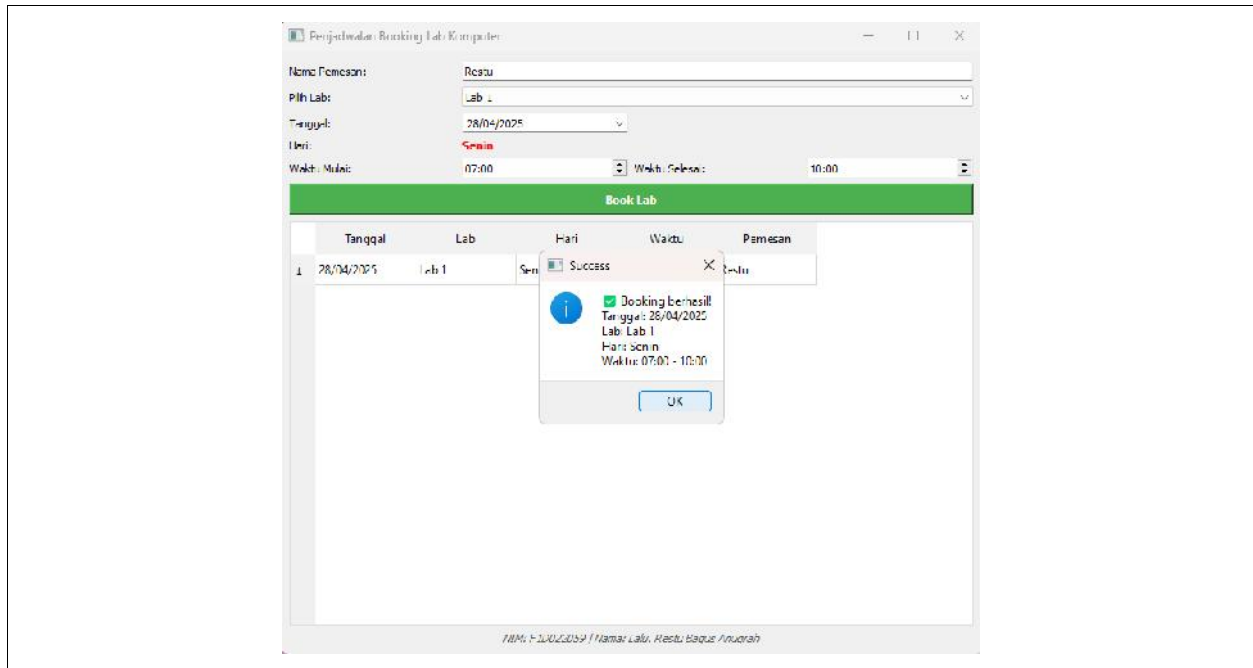 Penjadwalan Booking Lab Komputer
Nama Pemesan: Restu
Pilih Lab: Lab 1
Tanggal: 28/04/2025
Hari: Senin
Waktu Mulai: 07:00 Waktu Selesai: 10:00
Book Lab
Tanggal Lab Hari Waktu Pemesan
1 28/04/2025 Lab 1 Sen Restu
Success
✅ Booking berhasil!
Tanggal: 28/04/2025
Lab: Lab 1
Hari: Senin
Waktu: 07:00 - 10:00
OK
NIM: | Nama: Lalu. Restu Bagus Anugrah